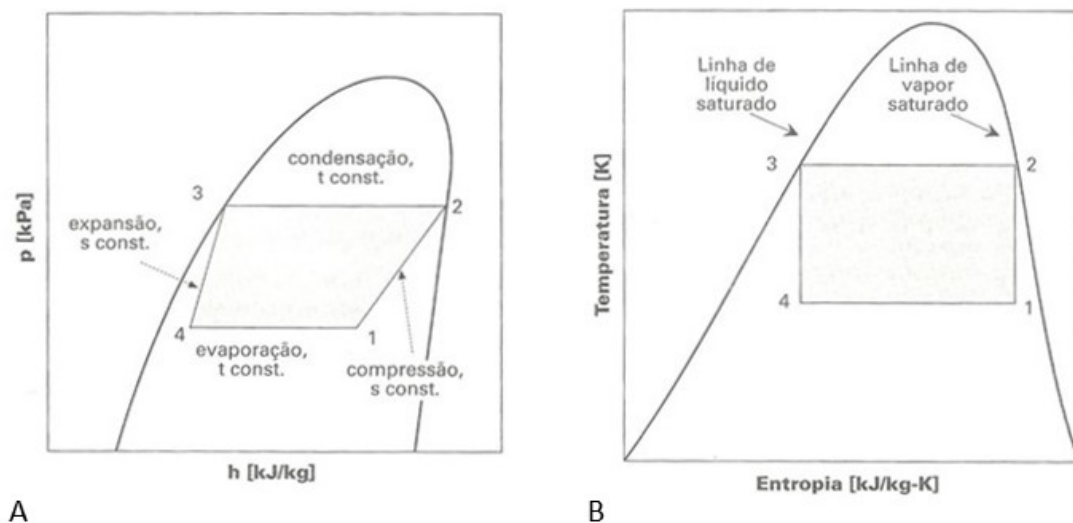 p [kPa]
condensação,
t const.
3
2
expansão,
s const.
4
1
evaporação,
t const.
compressão,
s const.
h [kJ/kg]
A
Temperatura [K]
Linha de
líquido
saturado
Linha de
vapor
saturado
3
2
4
1
Entropia [kJ/kg-K]
B